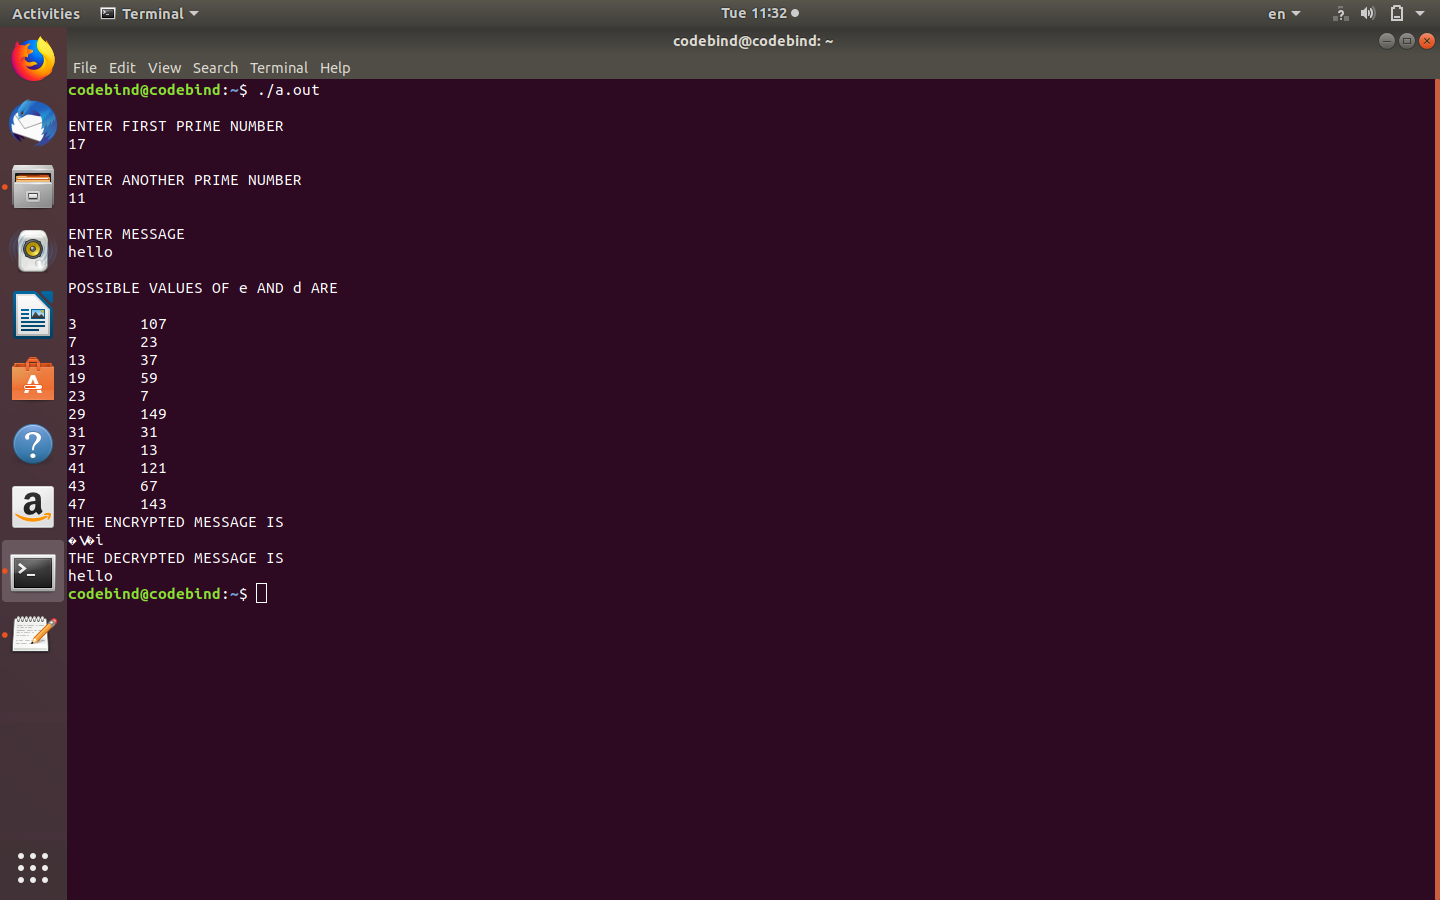 Activities Terminal Tue 11:32 en
codebind@codebind: ~
File Edit View Search Terminal Help
codebind@codebind:~$ ./a.out
ENTER FIRST PRIME NUMBER
17
ENTER ANOTHER PRIME NUMBER
11
ENTER MESSAGE
hello
POSSIBLE VALUES OF e AND d ARE
3 107
7 23
13 37
19 59
23 7
29 149
31 31
37 13
41 121
43 67
47 143
THE ENCRYPTED MESSAGE IS
�\�i
THE DECRYPTED MESSAGE IS
hello
codebind@codebind:~$